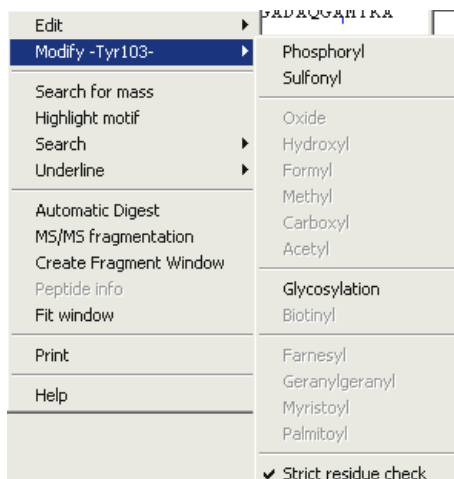 GADAQGAMTKA
Edit
Modify -Tyr103-
Search for mass
Highlight motif
Search
Underline
Automatic Digest
MS/MS fragmentation
Create Fragment Window
Peptide info
Fit window
Print
Help
Phosphoryl
Sulfonyl
Oxide
Hydroxyl
Formyl
Methyl
Carboxyl
Acetyl
Glycosylation
Biotinyl
Farnesyl
Geranylgeranyl
Myristoyl
Palmitoyl
Strict residue check